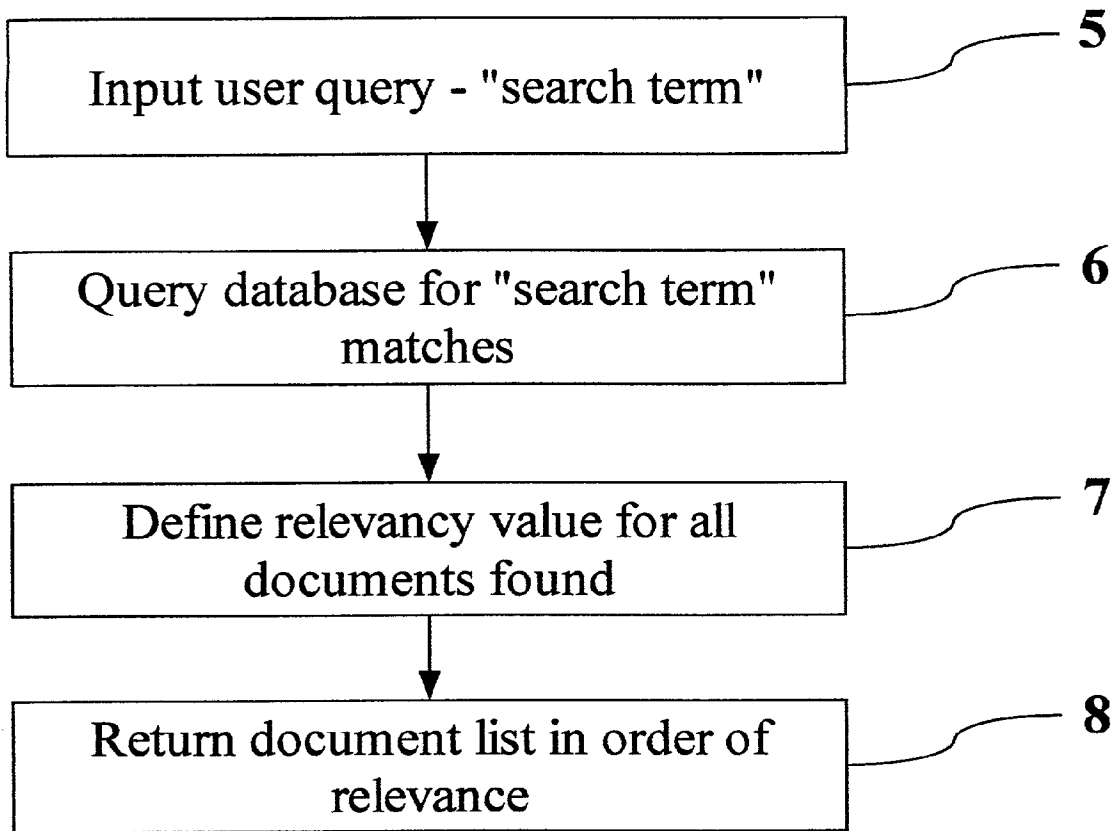 5
Input user query - "search term"
6
Query database for "search term"
matches
7
Define relevancy value for all
documents found
8
Return document list in order of
relevance